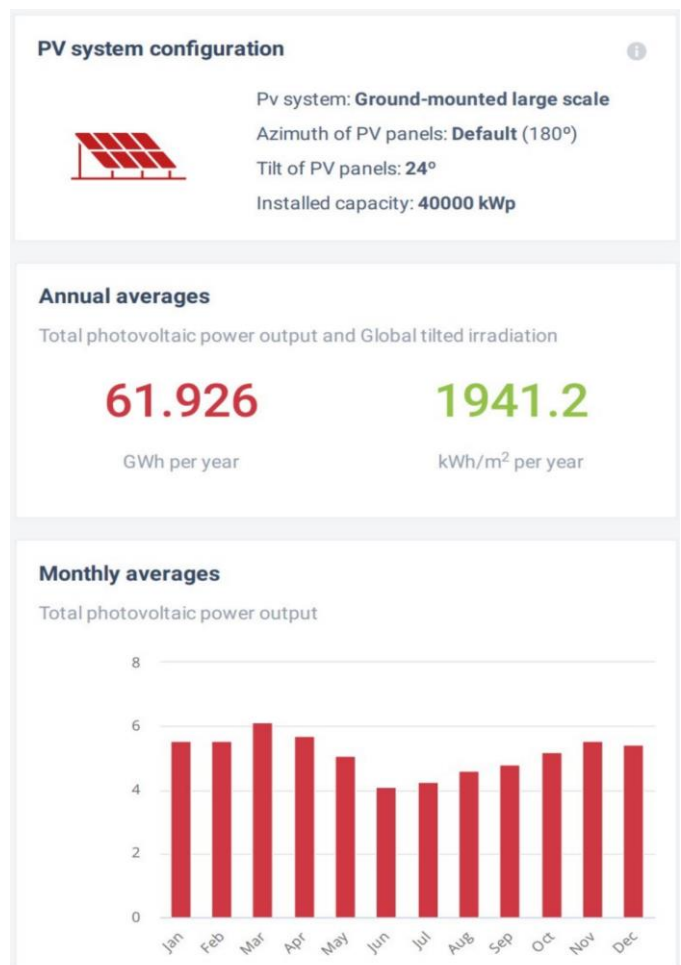 PV system configuration
Pv system: Ground-mounted large scale
Azimuth of PV panels: Default (180º)
Tilt of PV panels: 24º
Installed capacity: 40000 kWp
Annual averages
Total photovoltaic power output and Global tilted irradiation
61.926 1941.2
GWh per year kWh/m² per year
Monthly averages
Total photovoltaic power output
8
6
4
2
0
Jan Feb Mar Apr May Jun Jul Aug Sep Oct Nov Dec